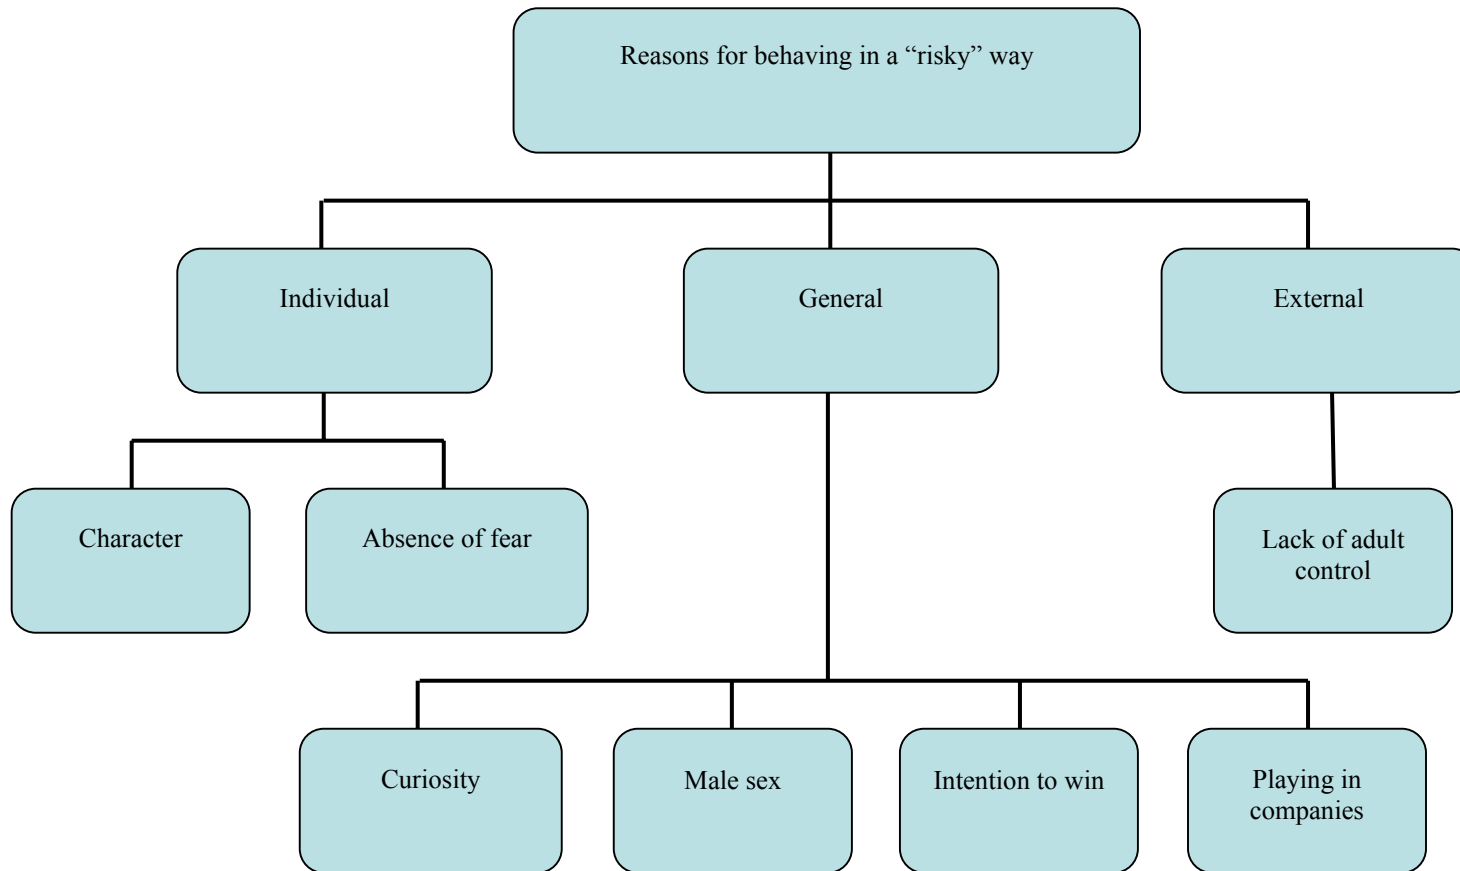 Reasons for behaving in a “risky” way
Individual
General
External
Character
Absence of fear
Lack of adult
control
Curiosity
Male sex
Intention to win
Playing in
companies